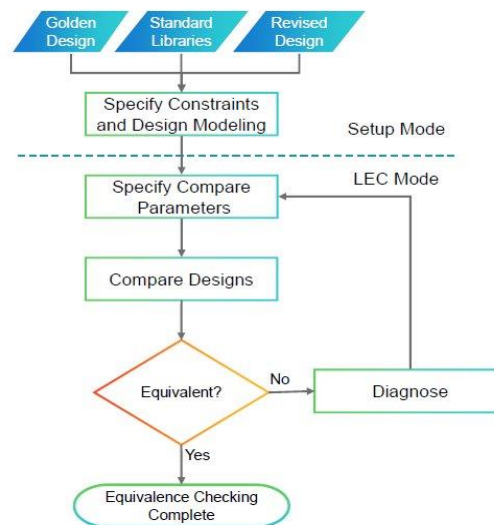 Golden
Design
Standard
Libraries
Revised
Design
Specify Constraints
and Design Modeling
Setup Mode
LEC Mode
Specify Compare
Parameters
Compare Designs
Equivalent?
No
Diagnose
Yes
Equivalence Checking
Complete